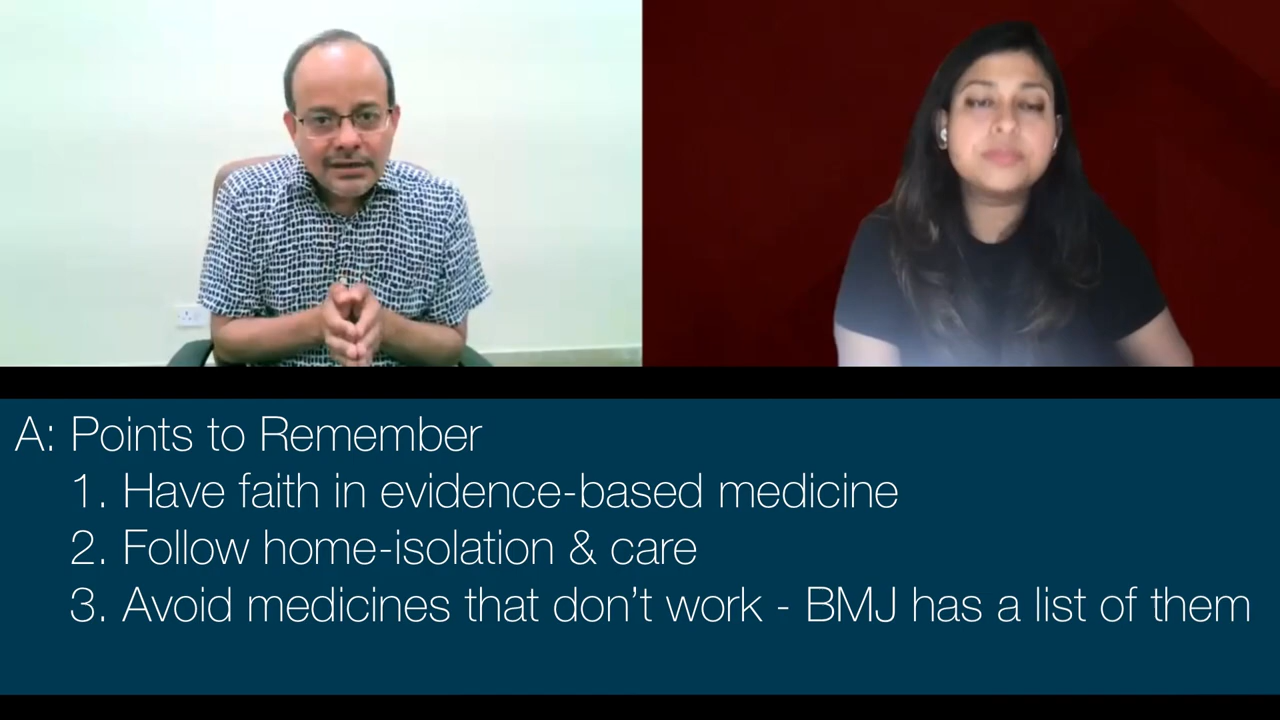 A: Points to Remember
1. Have faith in evidence-based medicine
2. Follow home-isolation & care
3. Avoid medicines that don’t work - BMJ has a list of them